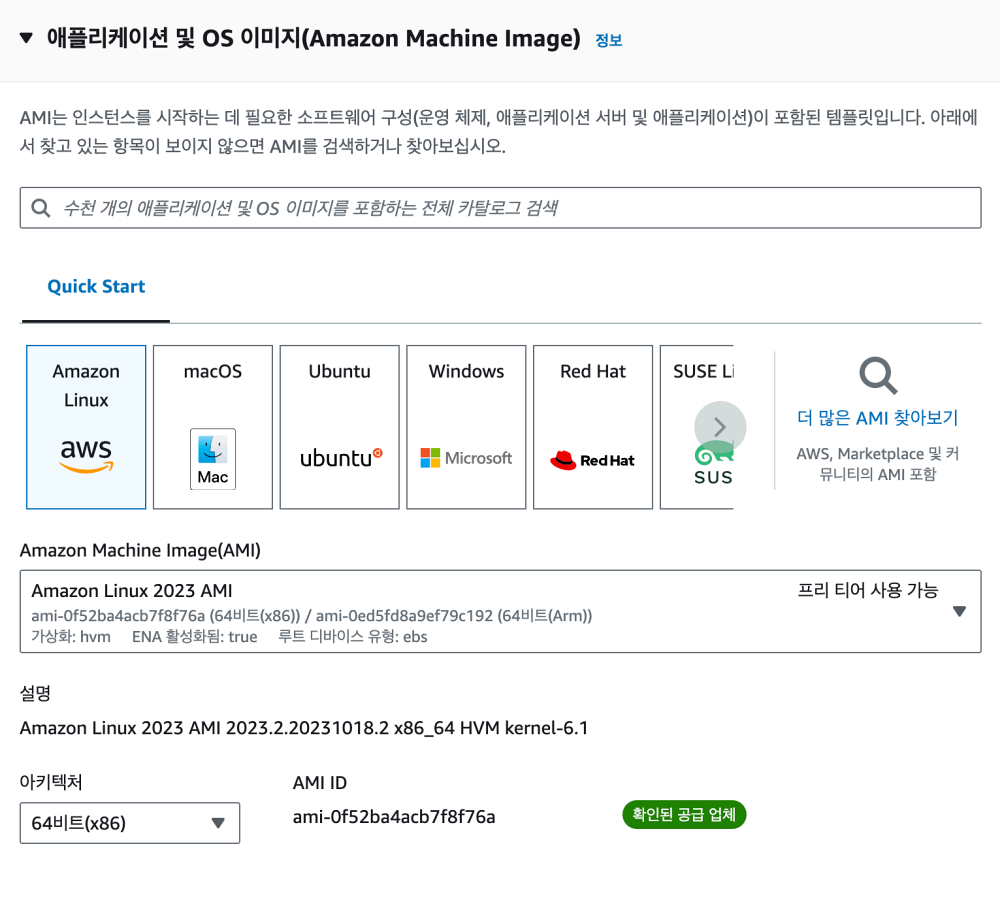 애플리케이션 및 OS 이미지(Amazon Machine Image) 정보
AMI는 인스턴스를 시작하는 데 필요한 소프트웨어 구성(운영 체제, 애플리케이션 서버 및 애플리케이션)이 포함된 템플릿입니다. 아래에
서 찾고 있는 항목이 보이지 않으면 AMI를 검색하거나 찾아보십시오.
수천 개의 애플리케이션 및 OS 이미지를 포함하는 전체 카탈로그 검색
Quick Start
Amazon
Linux
aws
macOS
Mac
Ubuntu
ubuntu
Windows
Microsoft
Red Hat
Red Hat
SUSE Li
SUS
더 많은 AMI 찾아보기
AWS, Marketplace 및 커
뮤니티의 AMI 포함
Amazon Machine Image(AMI)
Amazon Linux 2023 AMI 프리 티어 사용 가능
ami-0f52ba4acb7f8f76a (64비트(x86)) / ami-0ed5fd8a9ef79c192 (64비트(Arm))
가상화: hvm ENA 활성화됨: true 루트 디바이스 유형: ebs
설명
Amazon Linux 2023 AMI 2023.2.20231018.2 x86_64 HVM kernel-6.1
아키텍처
64비트(x86)
AMI ID
ami-0f52ba4acb7f8f76a
확인된 공급 업체